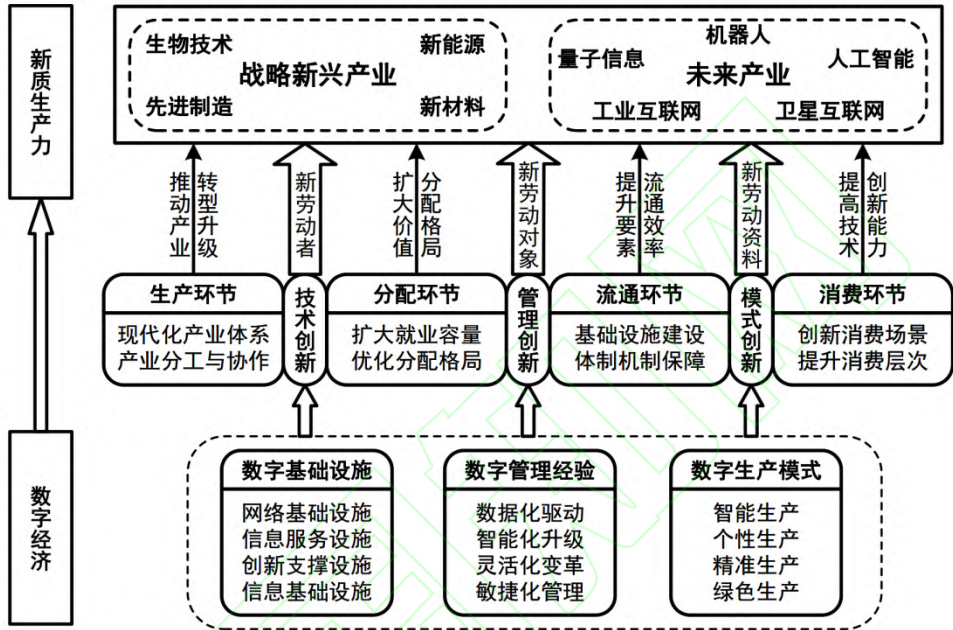 新质生产力
生物技术
新能源
战略新兴产业
先进制造
新材料
机器人
量子信息
人工智能
未来产业
工业互联网
卫星互联网
推动产业
转型升级
新劳动者
扩大价值
分配格局
新劳动对象
提升要素
流通效率
新劳动资料
提高技术
创新能力
生产环节
现代化产业体系
产业分工与协作
技术创新
分配环节
扩大就业容量
优化分配格局
管理创新
流通环节
基础设施建设
体制机制保障
模式创新
消费环节
创新消费场景
提升消费层次
数字经济
数字基础设施
网络基础设施
信息服务设施
创新支撑设施
信息基础设施
数字管理经验
数据化驱动
智能化升级
灵活化变革
敏捷化管理
数字生产模式
智能生产
个性生产
精准生产
绿色生产